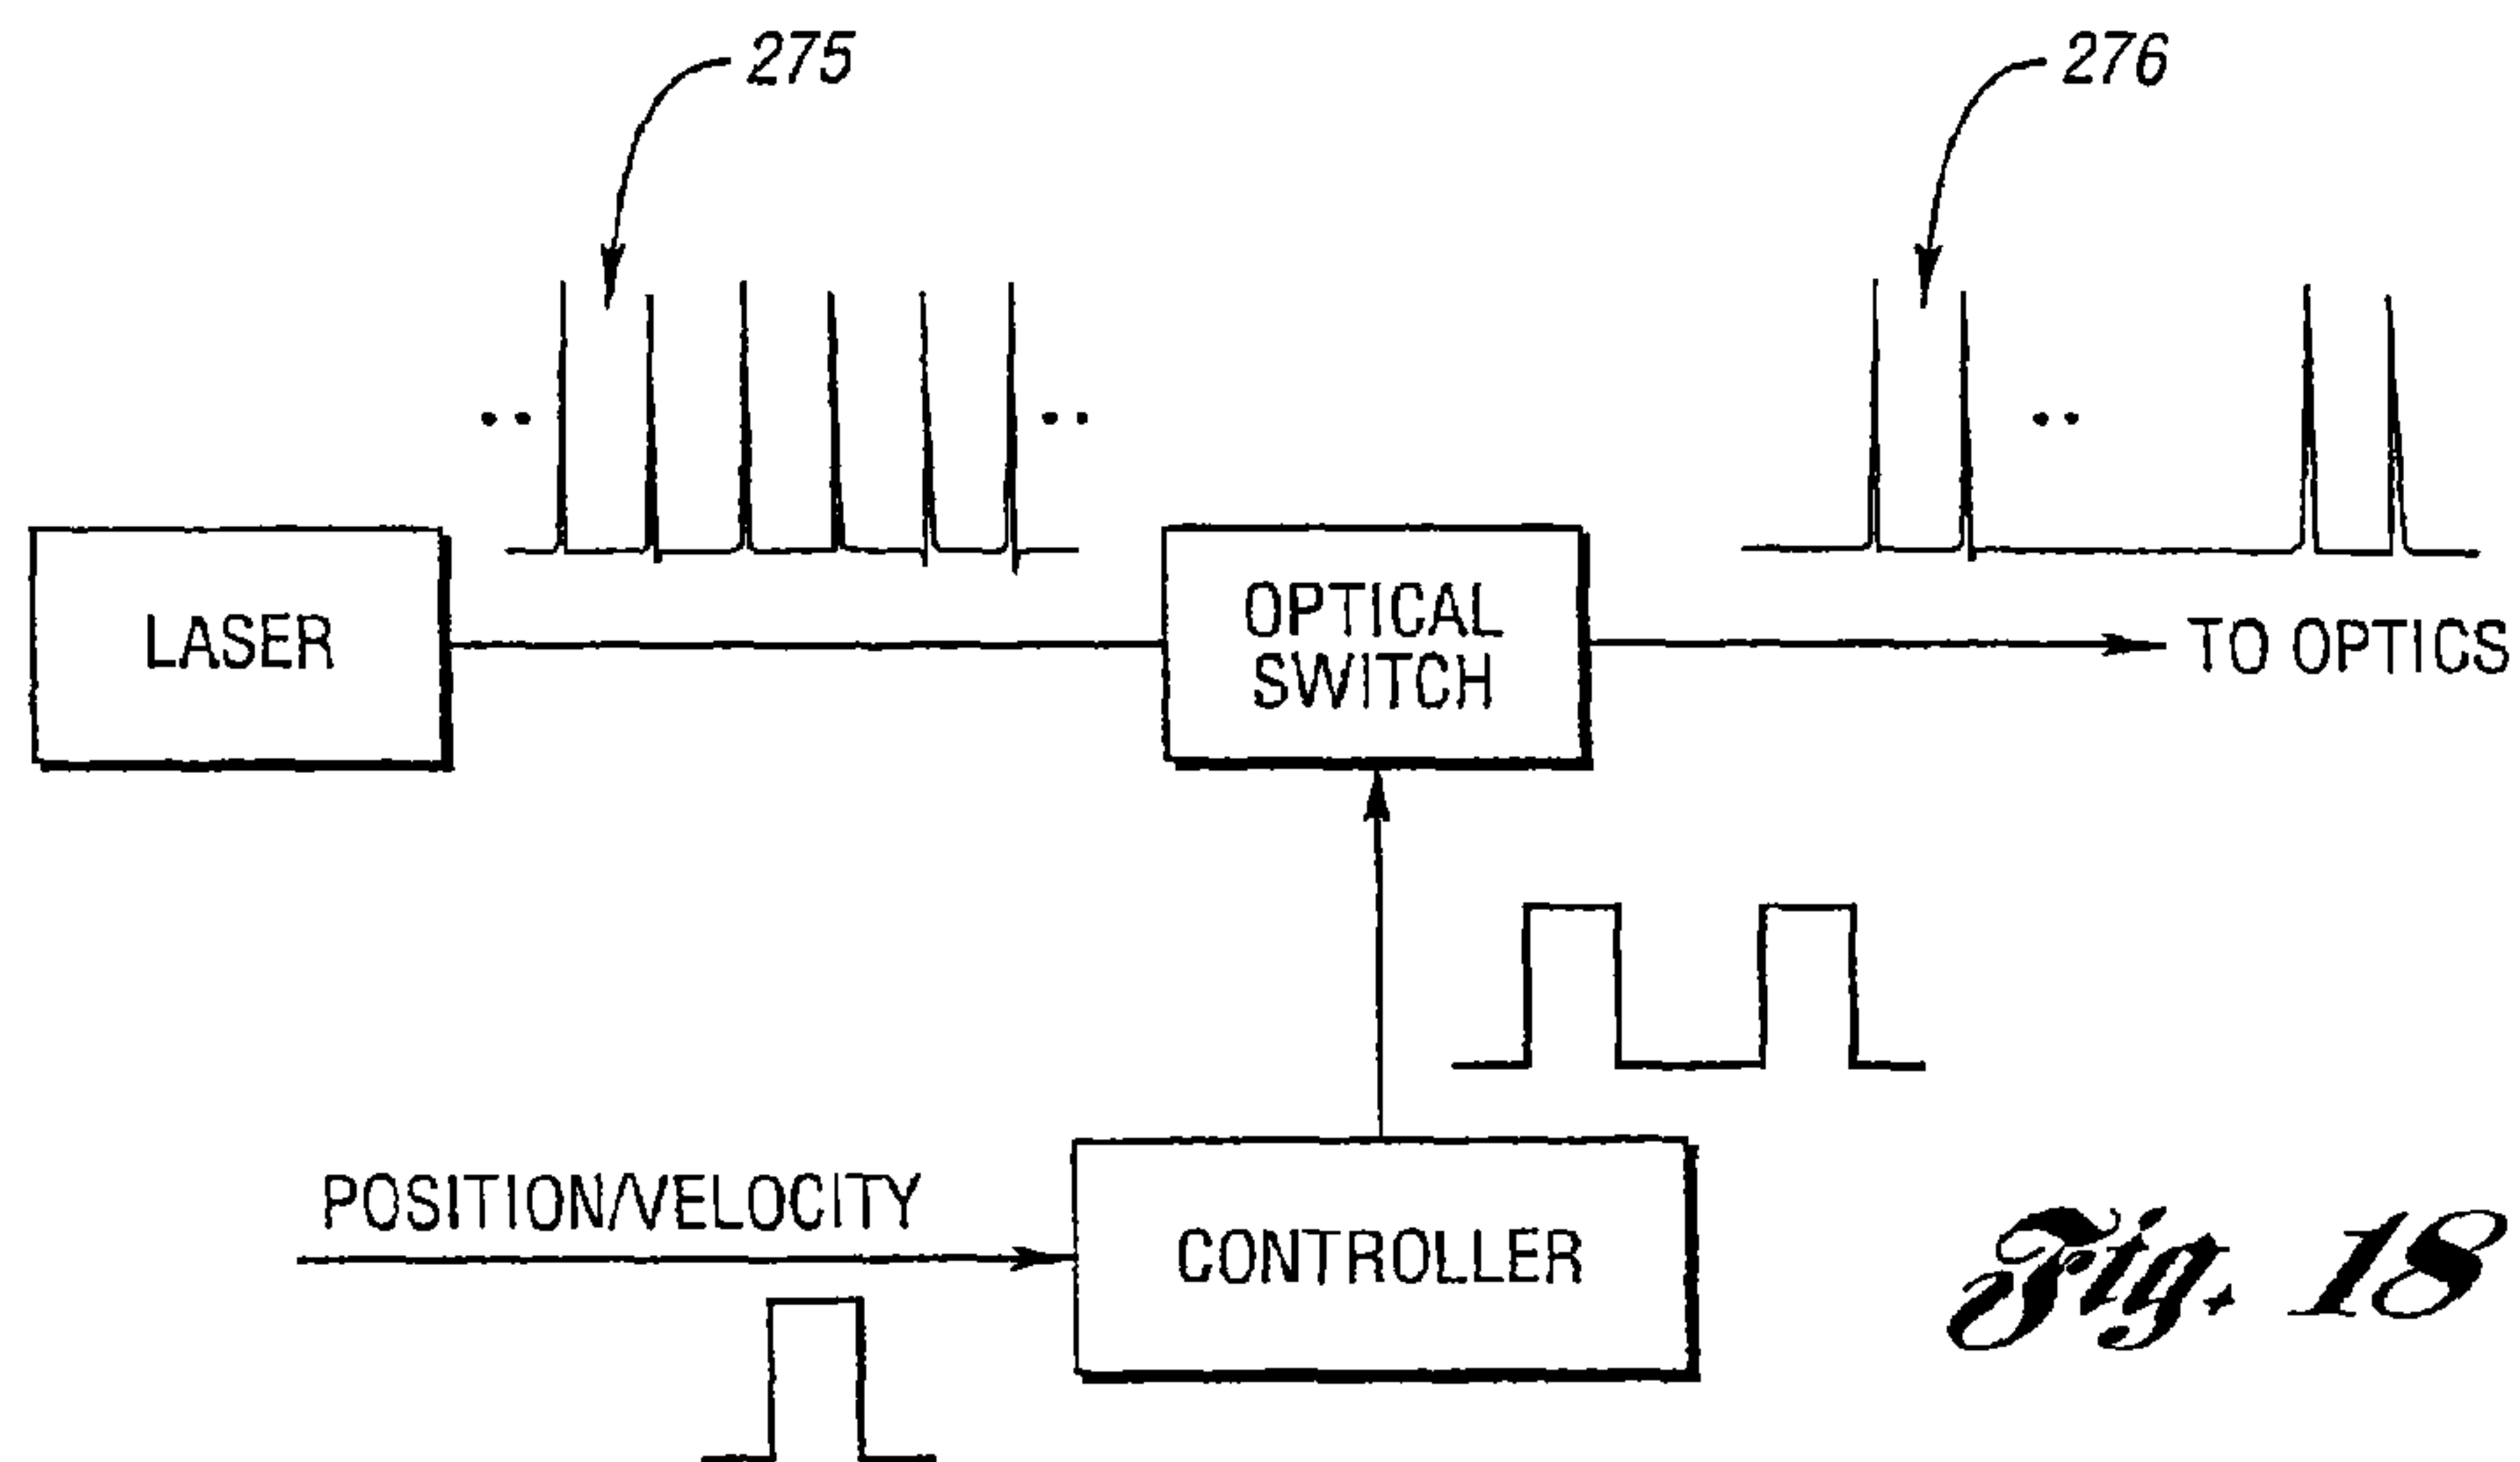 275
276
LASER
OPTICAL
SWITCH
TO OPTICS
POSITION/VELOCITY
CONTROLLER
Fig. 18